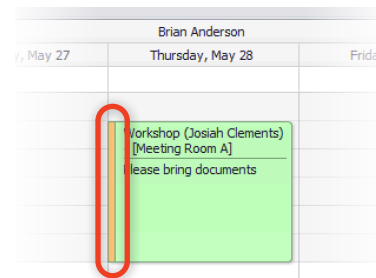 Brian Anderson
, May 27 Thursday, May 28 Frida
Workshop (Josiah Clements)
[Meeting Room A]
Please bring documents